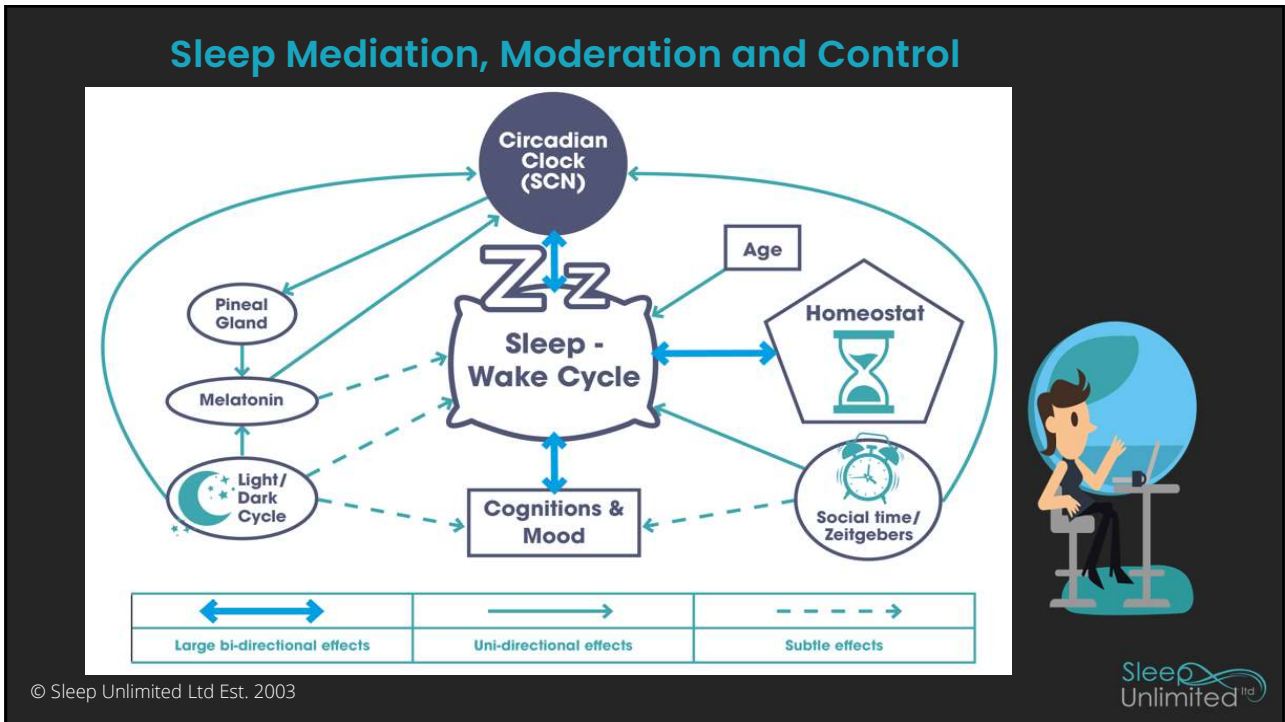 Sleep Mediation, Moderation and Control
Circadian
Clock
(SCN)
Zz
Age
Pineal
Gland
Homeostat
Sleep -
Wake Cycle
Melatonin
Light/
Dark
Cycle
Cognitions &
Mood
Social time/
Zeitgebers
Large bi-directional effects
Uni-directional effects
Subtle effects
© Sleep Unlimited Ltd Est. 2003
Sleep
Unlimited ltd